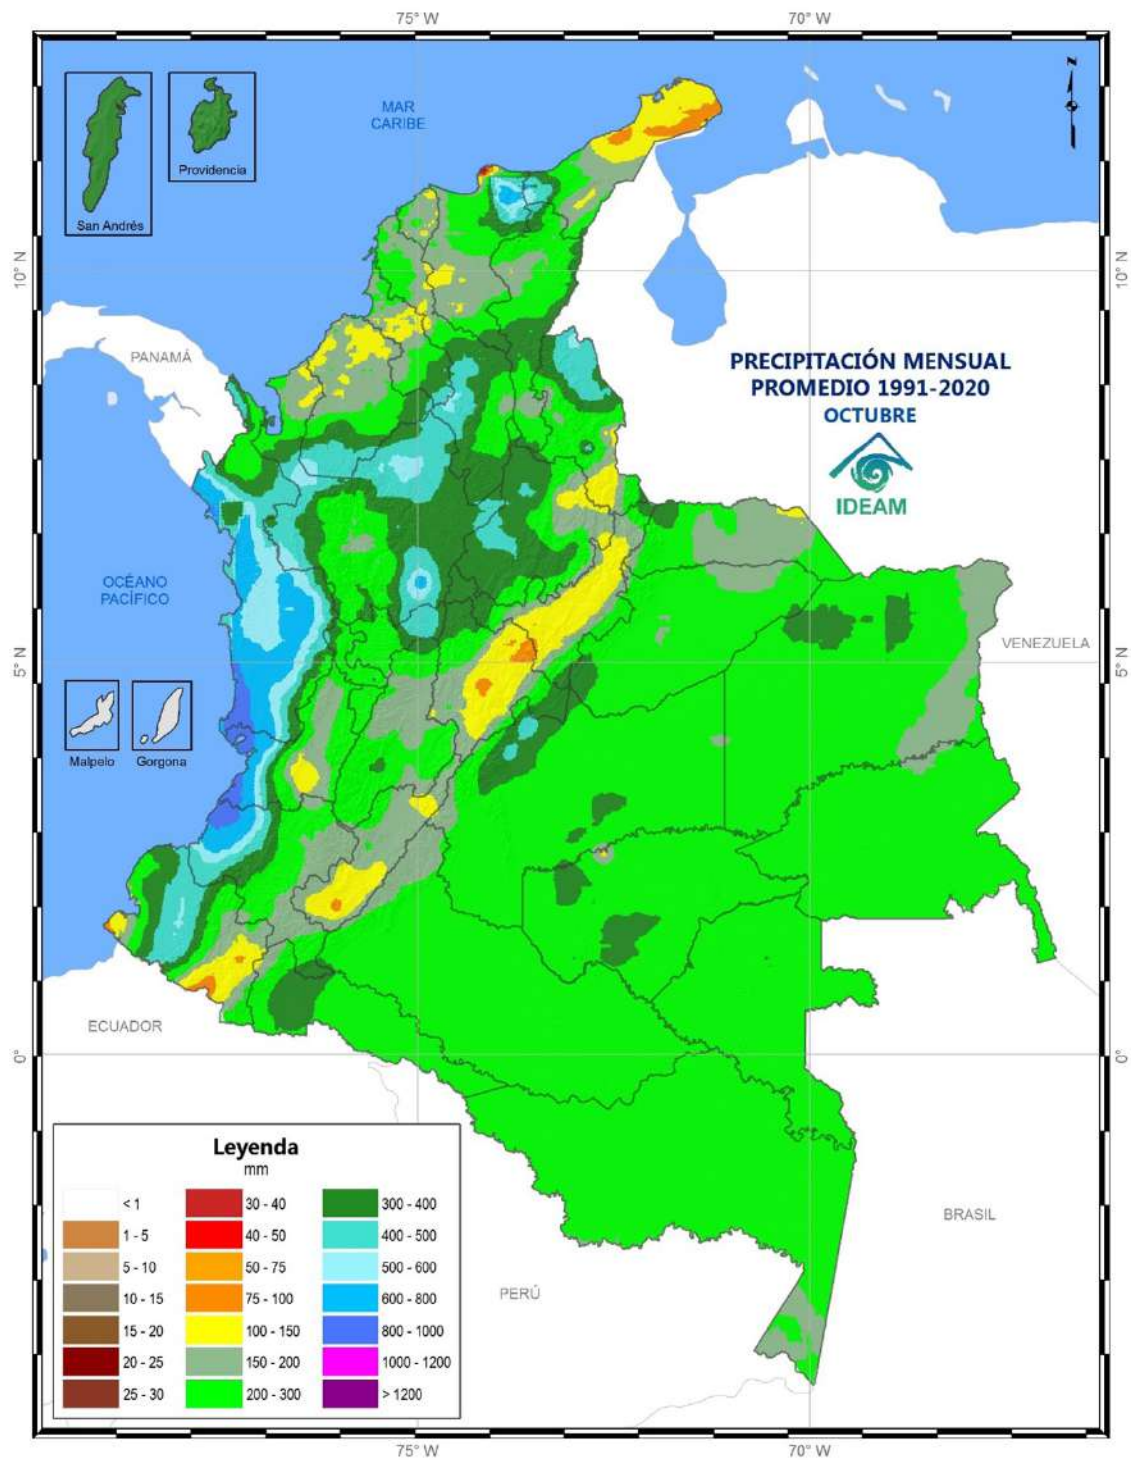 75° W
70° W
N
MAR
CARIBE
Providencia
San Andrés
10° N
10° N
PANAMÁ
PRECIPITACIÓN MENSUAL
PROMEDIO 1991-2020
OCTUBRE
IDEAM
OCÉANO
PACÍFICO
VENEZUELA
5° N
5° N
Malpelo
Gorgona
ECUADOR
0°
0°
Leyenda
mm
< 1
30 - 40
300 - 400
1 - 5
40 - 50
400 - 500
5 - 10
50 - 75
500 - 600
10 - 15
75 - 100
600 - 800
15 - 20
100 - 150
800 - 1000
20 - 25
150 - 200
1000 - 1200
25 - 30
200 - 300
> 1200
BRASIL
PERÚ
75° W
70° W